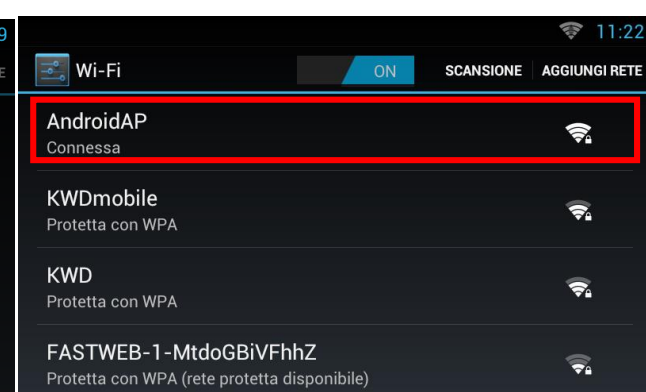 9
11:22
E
Wi-Fi ON SCANSIONE AGGIUNGI RETE
AndroidAP
Connessa
KWDmobile
Protetta con WPA
KWD
Protetta con WPA
FASTWEB-1-MtdoGBiVFhhZ
Protetta con WPA (rete protetta disponibile)